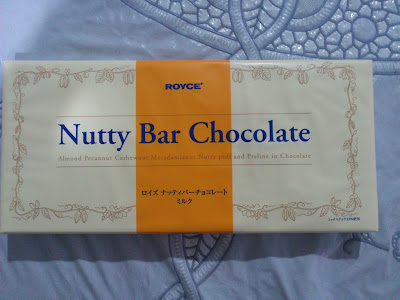 ROYCE'
Nutty Bar Chocolate
Almond Pecannut Cashewnut Macadamianut Nutty-puff and Praline in Chocolate
ロイズ ナッティバーチョコレート
ミルク